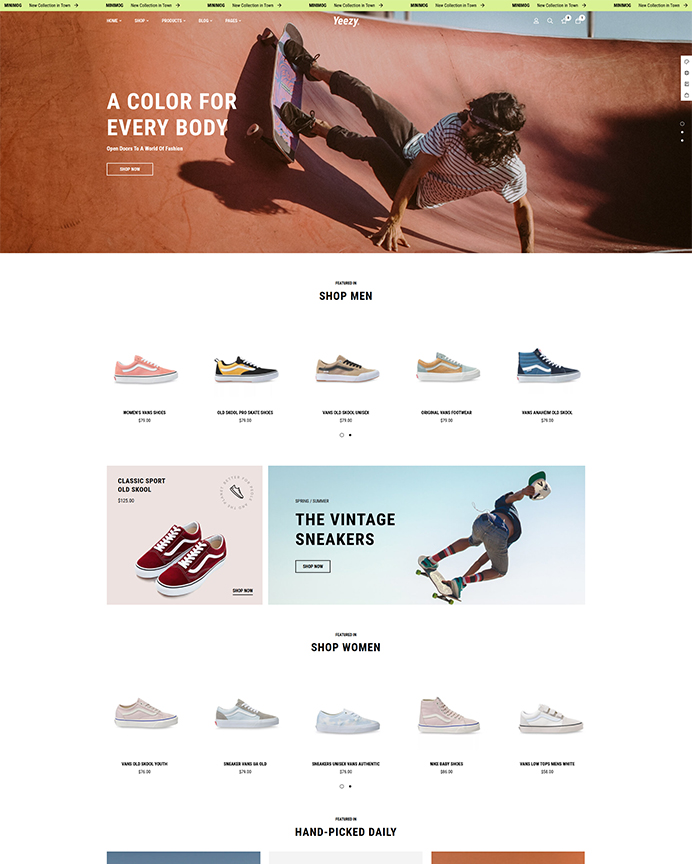 MINIMOG New Collection in Town → MINIMOG New Collection in Town → MINIMOG New Collection in Town → MINIMOG New Collection in Town → MINIMOG New Collection in Town → MINIMOG New Collection in Town → MINIMOG
HOME SHOP PRODUCTS BLOG PAGES Yeezy. 0 0
A COLOR FOR
EVERY BODY
Open Doors To A World Of Fashion
SHOP NOW
FEATURED IN
SHOP MEN
WOMEN'S VANS SHOES OLD SKOOL PRO SKATE SHOES VANS OLD SKOOL UNISEX ORIGINAL VANS FOOTWEAR VANS ANAHEIM OLD SKOOL
$79.00 $79.00 $79.00 $79.00 $79.00
CLASSIC SPORT
OLD SKOOL
$125.00
SHOP NOW
SPRING / SUMMER
THE VINTAGE
SNEAKERS
SHOP NOW
FEATURED IN
SHOP WOMEN
VANS OLD SKOOL YOUTH SNEAKER VANS UA OLD SNEAKERS UNISEX VANS AUTHENTIC NIKE BABY SHOES VANS LOW TOPS MENS WHITE
$76.00 $79.00 $76.00 $86.00 $58.00
FEATURED IN
HAND-PICKED DAILY